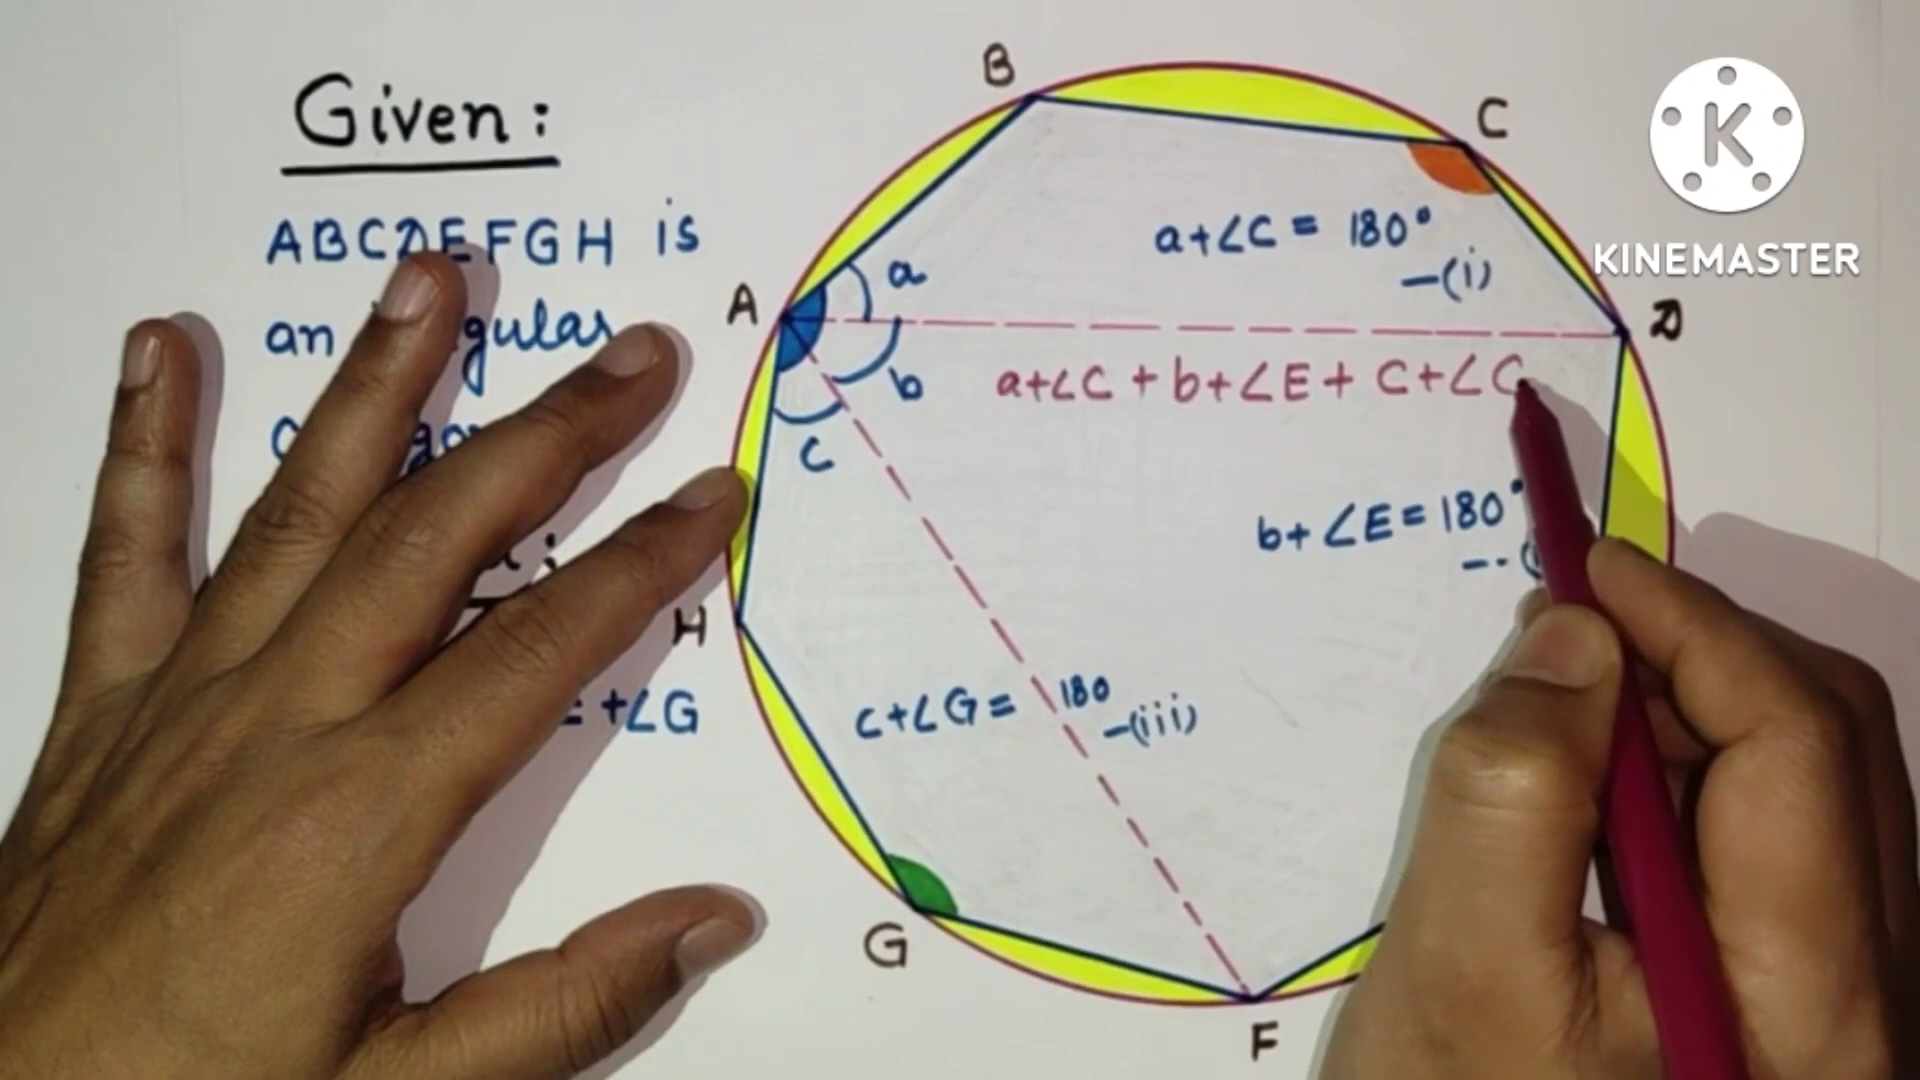 Given:
ABCDEFGH is
an
B
C
A
D
H
G
F
a
b
c
a+∠C = 180°
-(i)
a+∠C + b+∠E + C+∠
b+∠E = 180°
c+∠G = 180
-(iii)
+∠G
K
KINEMASTER